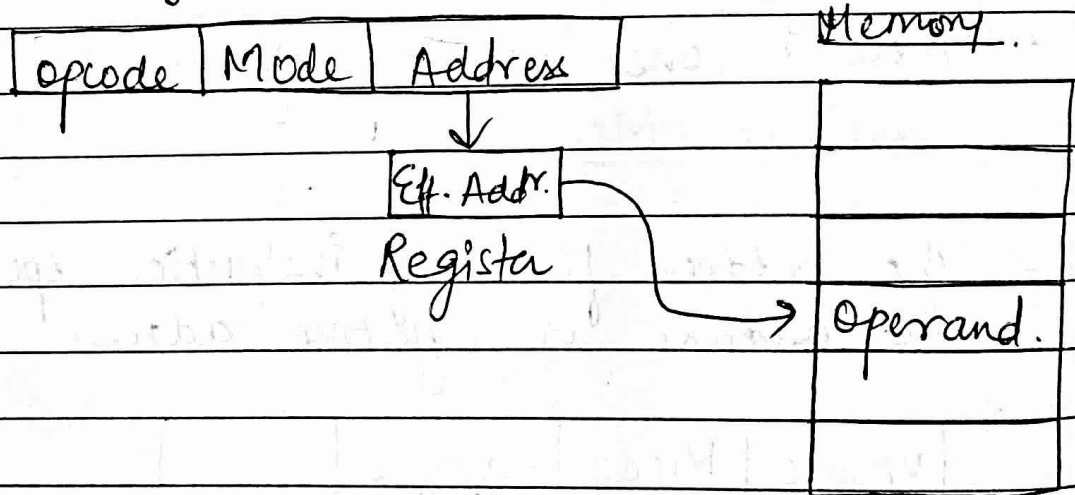 Memory.
opcode Mode Address
Eff. Addr.
Register
Operand.